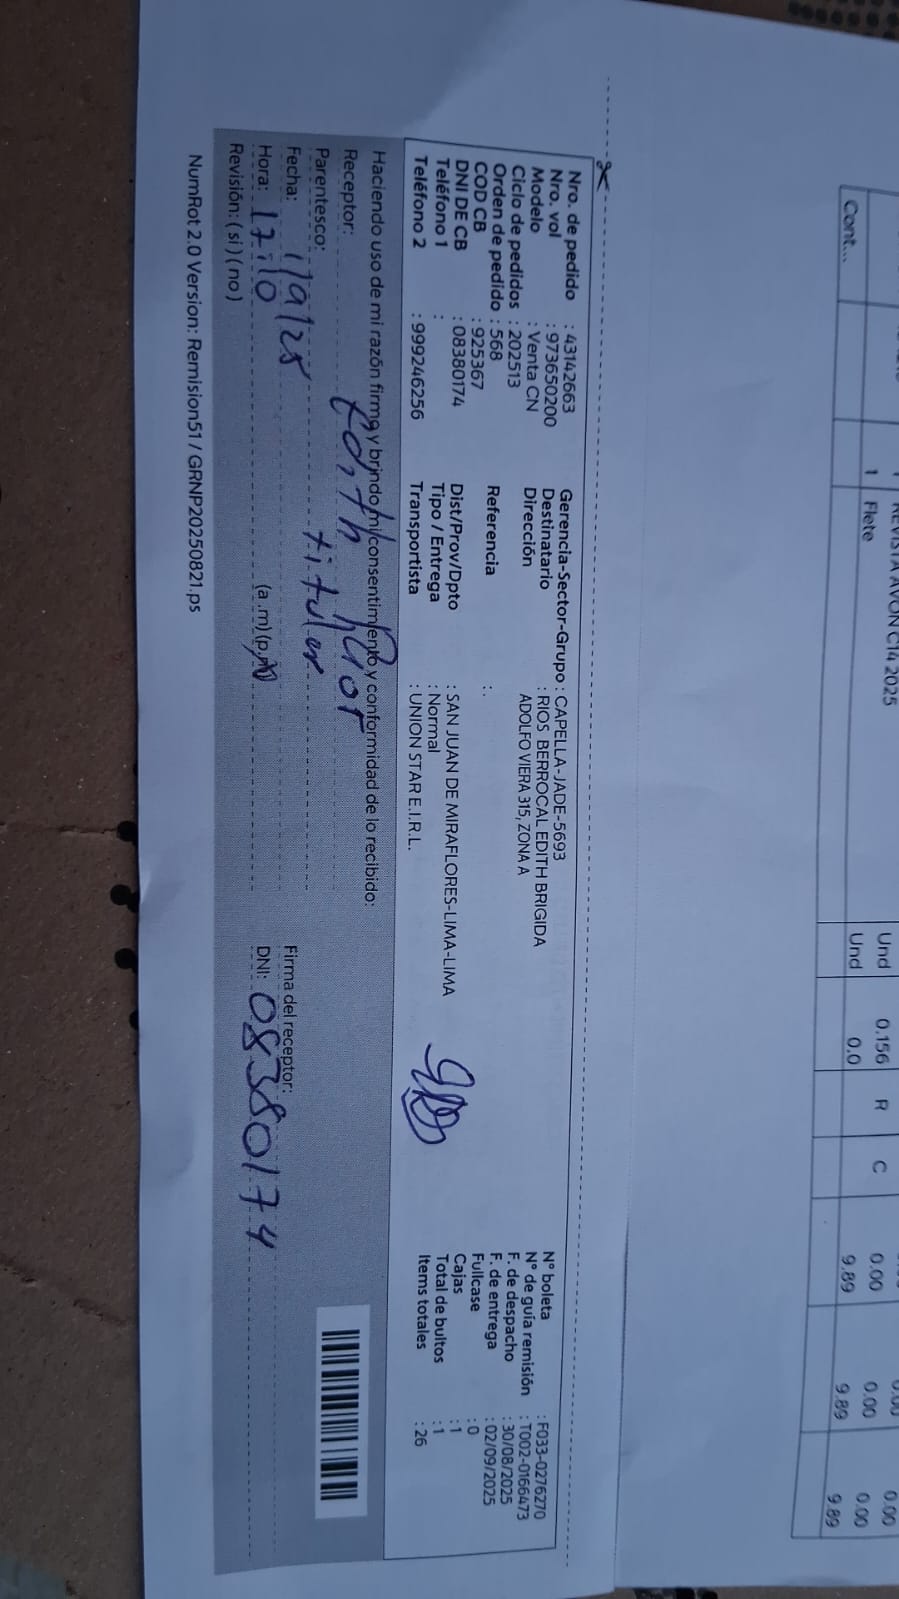 REVISTA AVON C14 2025 Und 0.156 R C 0.00 0.00 0.00
1 Flete Und 0.0 9.89 9.89 9.89
Cont...
Nro. de pedido : 43142663
Nro. vol : 973650200
Modelo : Venta CN
Ciclo de pedidos : 202513
Orden de pedido : 568
COD CB : 925367
DNI DE CB : 08380174
Teléfono 1 :
Teléfono 2 : 999246256
Gerencia-Sector-Grupo : CAPELLA-JADE-5693
Destinatario : RIOS BERROCAL EDITH BRIGIDA
Dirección ADOLFO VIERA 315, ZONA A
Referencia : .
Dist/Prov/Dpto : SAN JUAN DE MIRAFLORES-LIMA-LIMA
Tipo / Entrega : Normal
Transportista : UNION STAR E.I.R.L.
N° boleta : F033-0276270
N° de guía remisión : T002-0166473
F. de despacho : 30/08/2025
F. de entrega : 02/09/2025
Fullcase : 0
Cajas : 1
Total de bultos : 1
Items totales : 26
Haciendo uso de mi razón firmo y brindo mi consentimiento y conformidad de lo recibido:
Receptor: Edith
Parentesco: titular
Fecha:
Hora: 17:10 (a .m) (p.m)
Revisión: ( si ) ( no )
Firma del receptor:
DNI: 08380174
NumRot 2.0 Version: Remision51 / GRNP20250821.ps